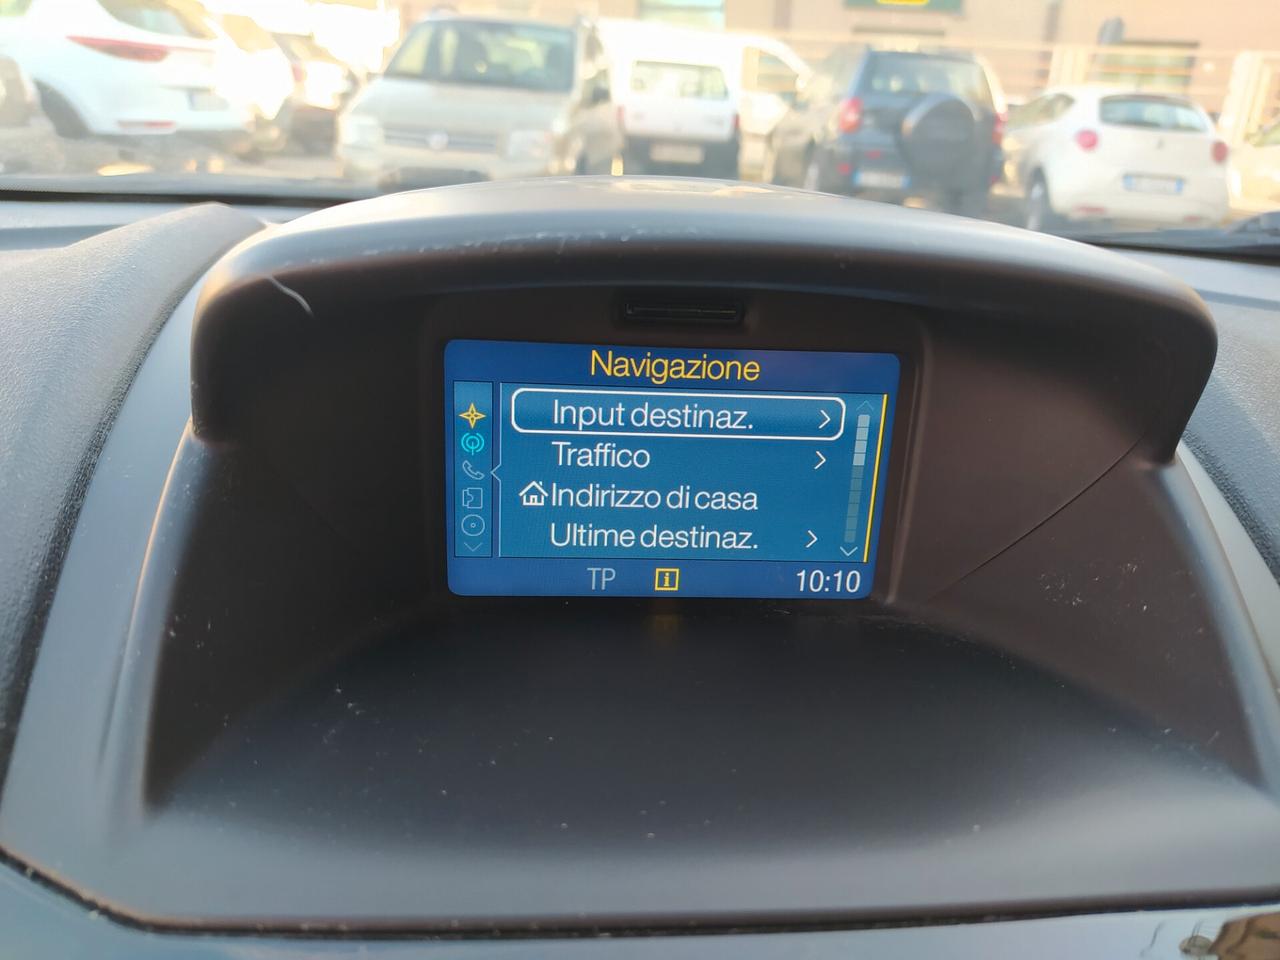 Navigazione
Input destinaz.
Traffico
Indirizzo di casa
Ultime destinaz.
TP i 10:10